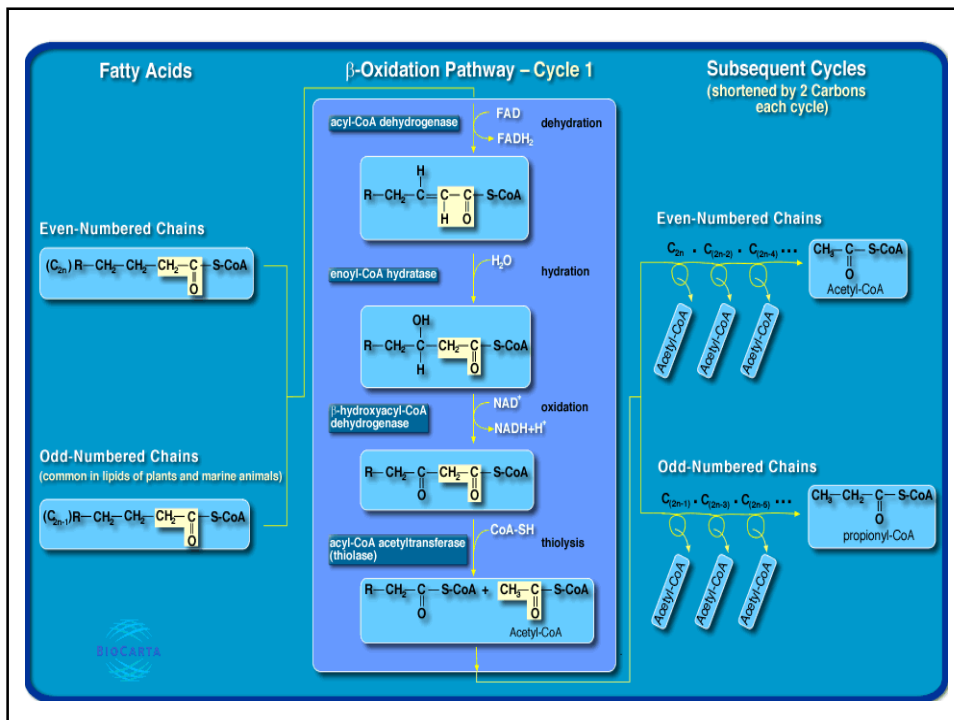 Fatty Acids
β-Oxidation Pathway – Cycle 1
Subsequent Cycles
(shortened by 2 Carbons
each cycle)
acyl-CoA dehydrogenase
FAD
FADH₂
dehydration
H
R–CH₂–C=C–C–S-CoA
H O
Even-Numbered Chains
(C₂ₙ) R–CH₂–CH₂–CH₂–C–S-CoA
O
enoyl-CoA hydratase
H₂O
hydration
OH
R–CH₂–C–CH₂–C–S-CoA
H O
β-hydroxyacyl-CoA
dehydrogenase
NAD⁺
NADH+H⁺
oxidation
Odd-Numbered Chains
(common in lipids of plants and marine animals)
(C₂ₙ₋₁)R–CH₂–CH₂–CH₂–C–S-CoA
O
R–CH₂–C–CH₂–C–S-CoA
O O
acyl-CoA acetyltransferase
(thiolase)
CoA-SH
thiolysis
R–CH₂–C–S-CoA + CH₃–C–S-CoA
O O
Acetyl-CoA
Even-Numbered Chains
C₂ₙ · C₍₂ₙ₋₂₎ · C₍₂ₙ₋₄₎ ...
CH₃–C–S-CoA
O
Acetyl-CoA
Acetyl-CoA
Acetyl-CoA
Acetyl-CoA
Odd-Numbered Chains
C₍₂ₙ₋₁₎ · C₍₂ₙ₋₃₎ · C₍₂ₙ₋₅₎ ...
CH₃–CH₂–C–S-CoA
O
propionyl-CoA
Acetyl-CoA
Acetyl-CoA
Acetyl-CoA
BIOCARTA